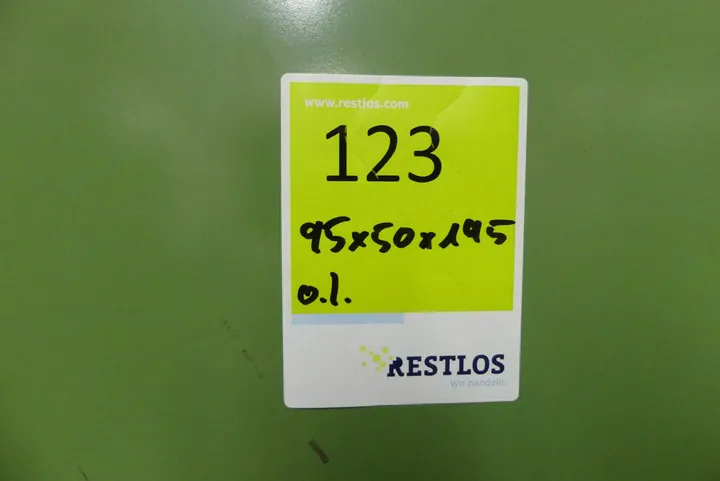 www.restlos.com
123
95x50x195
o.l.
RESTLOS
Wir handeln.